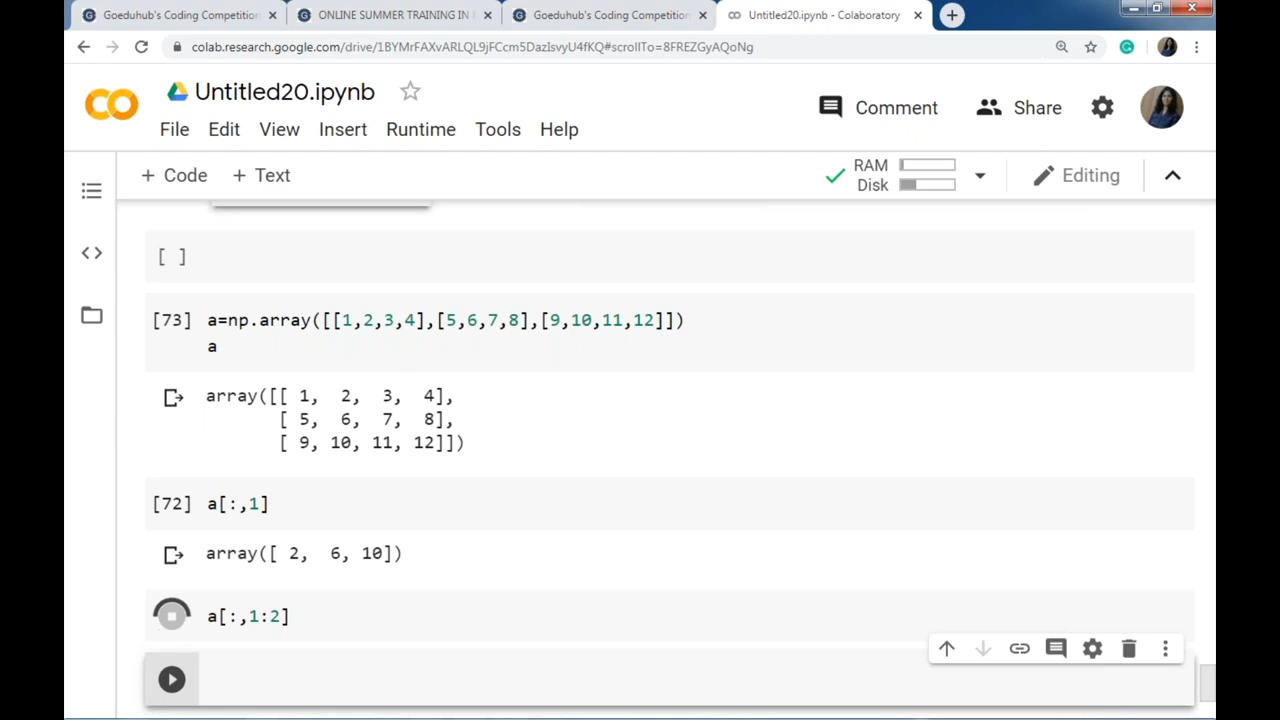 Goeduhub's Coding Competition
ONLINE SUMMER TRAINING IN
Goeduhub's Coding Competition
Untitled20.ipynb - Colaboratory
colab.research.google.com/drive/1BYMrFAXvARLQL9jFCcm5DazIsvyU4fKQ#scrollTo=8FREZGyAQoNg
Untitled20.ipynb
Comment
Share
File Edit View Insert Runtime Tools Help
+ Code + Text
RAM
Disk
Editing
[ ]
[73] a=np.array([[1,2,3,4],[5,6,7,8],[9,10,11,12]])
a
array([[ 1, 2, 3, 4],
[ 5, 6, 7, 8],
[ 9, 10, 11, 12]])
[72] a[:,1]
array([ 2, 6, 10])
a[:,1:2]